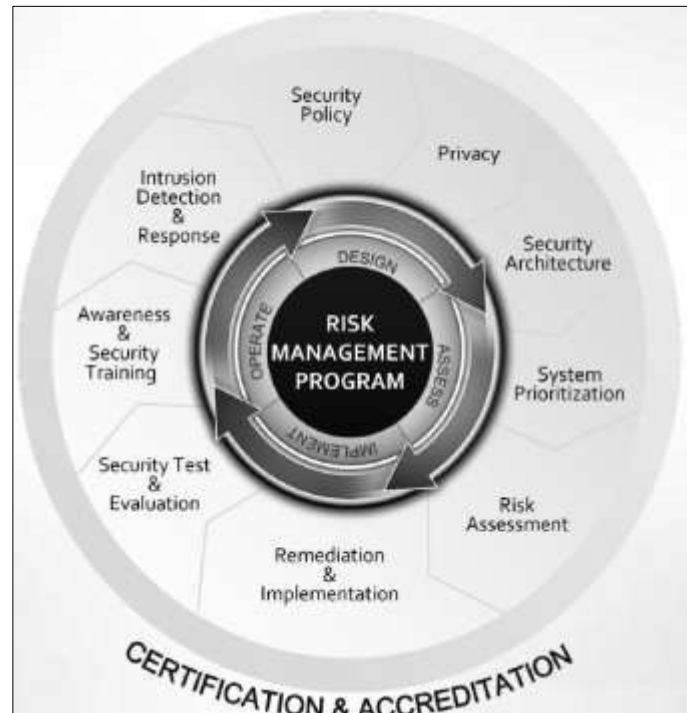 Security
Policy
Privacy
Security
Architecture
System
Prioritization
Risk
Assessment
Remediation
&
Implementation
Security Test
&
Evaluation
Awareness
&
Security
Training
Intrusion
Detection
&
Response
DESIGN
ASSESS
IMPLEMENT
OPERATE
RISK
MANAGEMENT
PROGRAM
CERTIFICATION & ACCREDITATION